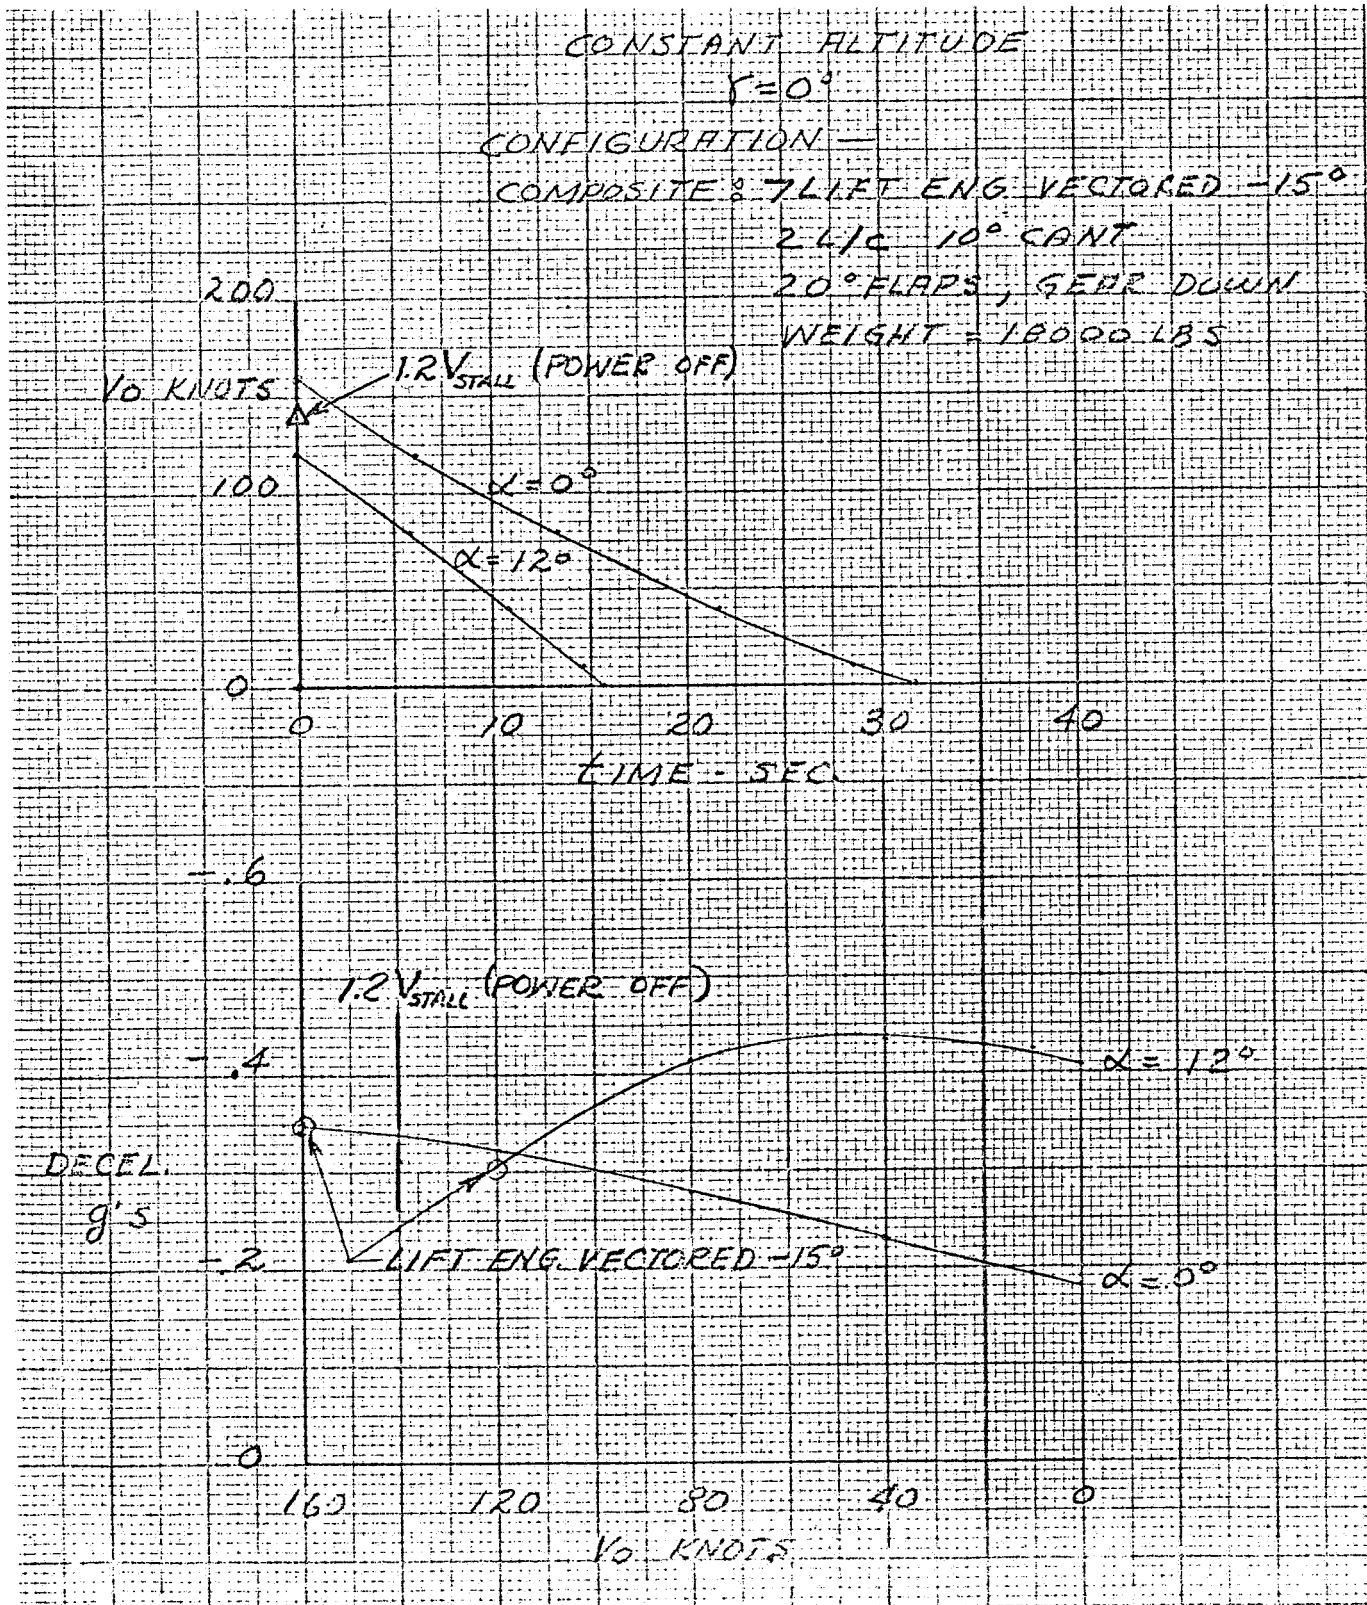 CONSTANT ALTITUDE
γ=0°
CONFIGURATION —
COMPOSITE: 7 LIFT ENG VECTORED -15°
2 L/C 10° CANT
20° FLAPS, GEAR DOWN
WEIGHT = 18000 LBS
200
1.2 VSTALL (POWER OFF)
VO KNOTS
100
α=0°
α=12°
0
0 10 20 30 40
TIME - SEC.
-.6
1.2 VSTALL (POWER OFF)
-.4
α=12°
DECEL.
g's
-.2
LIFT ENG. VECTORED -15°
α=0°
0
160 120 80 40 0
VO KNOTS